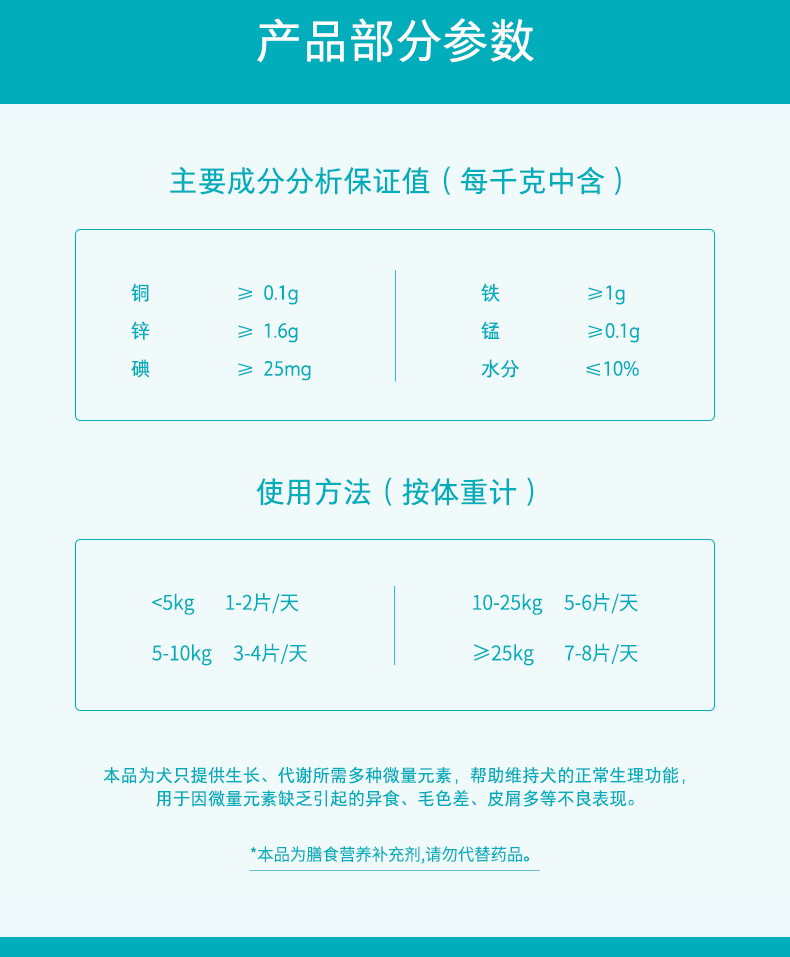 产品部分参数
主要成分分析保证值（每千克中含）
铜 ≥ 0.1g 铁 ≥1g
锌 ≥ 1.6g 锰 ≥0.1g
碘 ≥ 25mg 水分 ≤10%
使用方法（按体重计）
<5kg 1-2片/天 10-25kg 5-6片/天
5-10kg 3-4片/天 ≥25kg 7-8片/天
本品为犬只提供生长、代谢所需多种微量元素，帮助维持犬的正常生理功能，
用于因微量元素缺乏引起的异食、毛色差、皮屑多等不良表现。
*本品为膳食营养补充剂,请勿代替药品。